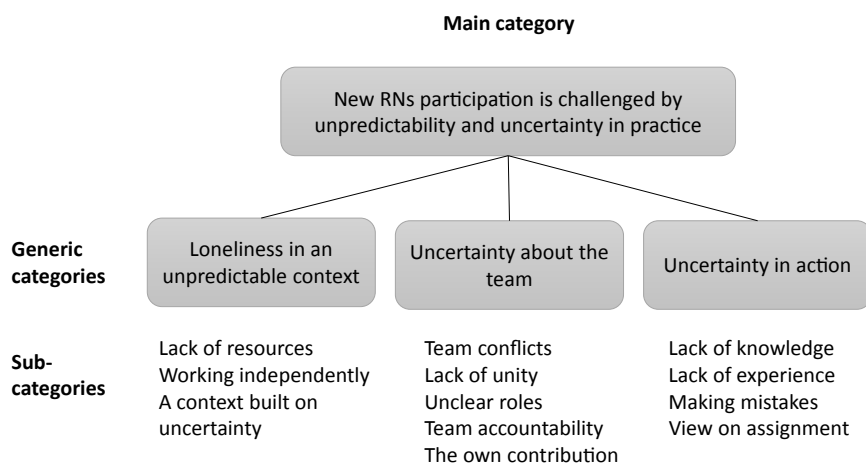 Main category
New RNs participation is challenged by
unpredictability and uncertainty in practice
Generic
categories
Loneliness in an
unpredictable context
Uncertainty about the
team
Uncertainty in action
Sub-
categories
Lack of resources
Working independently
A context built on
uncertainty
Team conflicts
Lack of unity
Unclear roles
Team accountability
The own contribution
Lack of knowledge
Lack of experience
Making mistakes
View on assignment